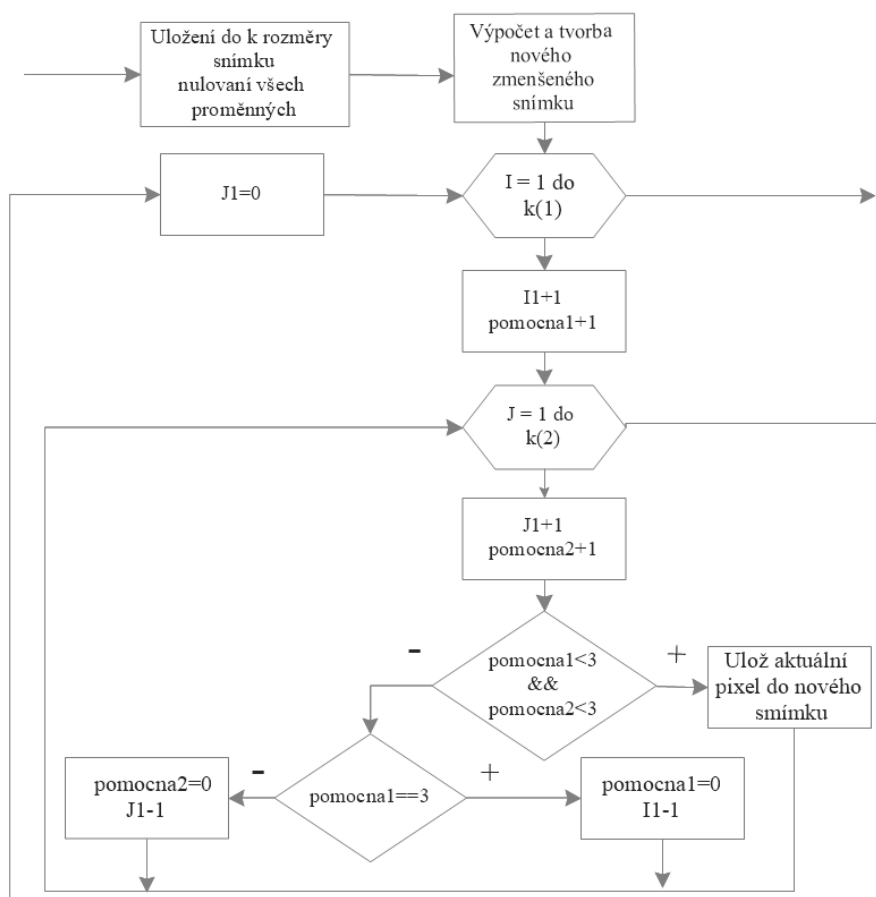 Uložení do k rozměry
snímku
nulovaní všech
proměnných
Výpočet a tvorba
nového
zmenšeného
snímku
J1=0
I = 1 do
k(1)
I1+1
pomocna1+1
J = 1 do
k(2)
J1+1
pomocna2+1
-
pomocna1<3
&&
pomocna2<3
+
Ulož aktuální
pixel do nového
smímku
pomocna2=0
J1-1
-
pomocna1==3
+
pomocna1=0
I1-1